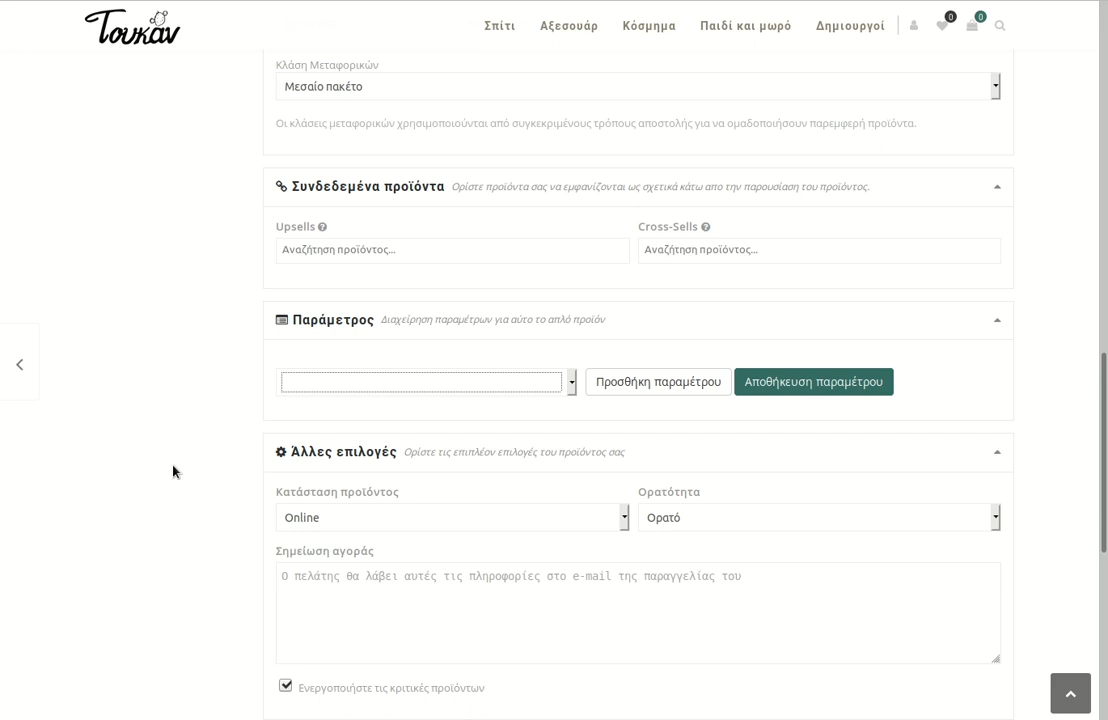 Τουκάν
Σπίτι Αξεσουάρ Κόσμημα Παιδί και μωρό Δημιουργοί 0 0
Κλάση Μεταφορικών
Μεσαίο πακέτο
Οι κλάσεις μεταφορικών χρησιμοποιούνται από συγκεκριμένους τρόπους αποστολής για να ομαδοποιήσουν παρεμφερή προϊόντα.
Συνδεδεμένα προϊόντα Ορίστε προϊόντα σας να εμφανίζονται ως σχετικά κάτω απο την παρουσίαση του προϊόντος.
Upsells Cross-Sells
Αναζήτηση προϊόντος... Αναζήτηση προϊόντος...
Παράμετρος Διαχείρηση παραμέτρων για αύτο το απλό προϊόν
Προσθήκη παραμέτρου Αποθήκευση παραμέτρου
Άλλες επιλογές Ορίστε τις επιπλέον επιλογές του προϊόντος σας
Κατάσταση προϊόντος Ορατότητα
Online Ορατό
Σημείωση αγοράς
Ο πελάτης θα λάβει αυτές τις πληροφορίες στο e-mail της παραγγελίας του
Ενεργοποιήστε τις κριτικές προϊόντων